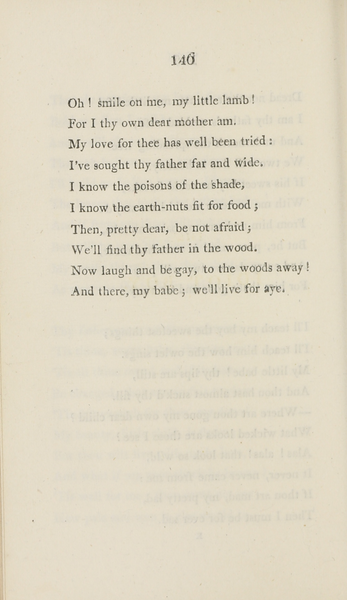 146
Oh! smile on me, my little lamb!
For I thy own dear mother am.
My love for thee has well been tried:
I've sought thy father far and wide.
I know the poisons of the shade,
I know the earth-nuts fit for food;
Then, pretty dear, be not afraid;
We'll find thy father in the wood.
Now laugh and be gay, to the woods away!
And there, my babe; we'll live for aye.